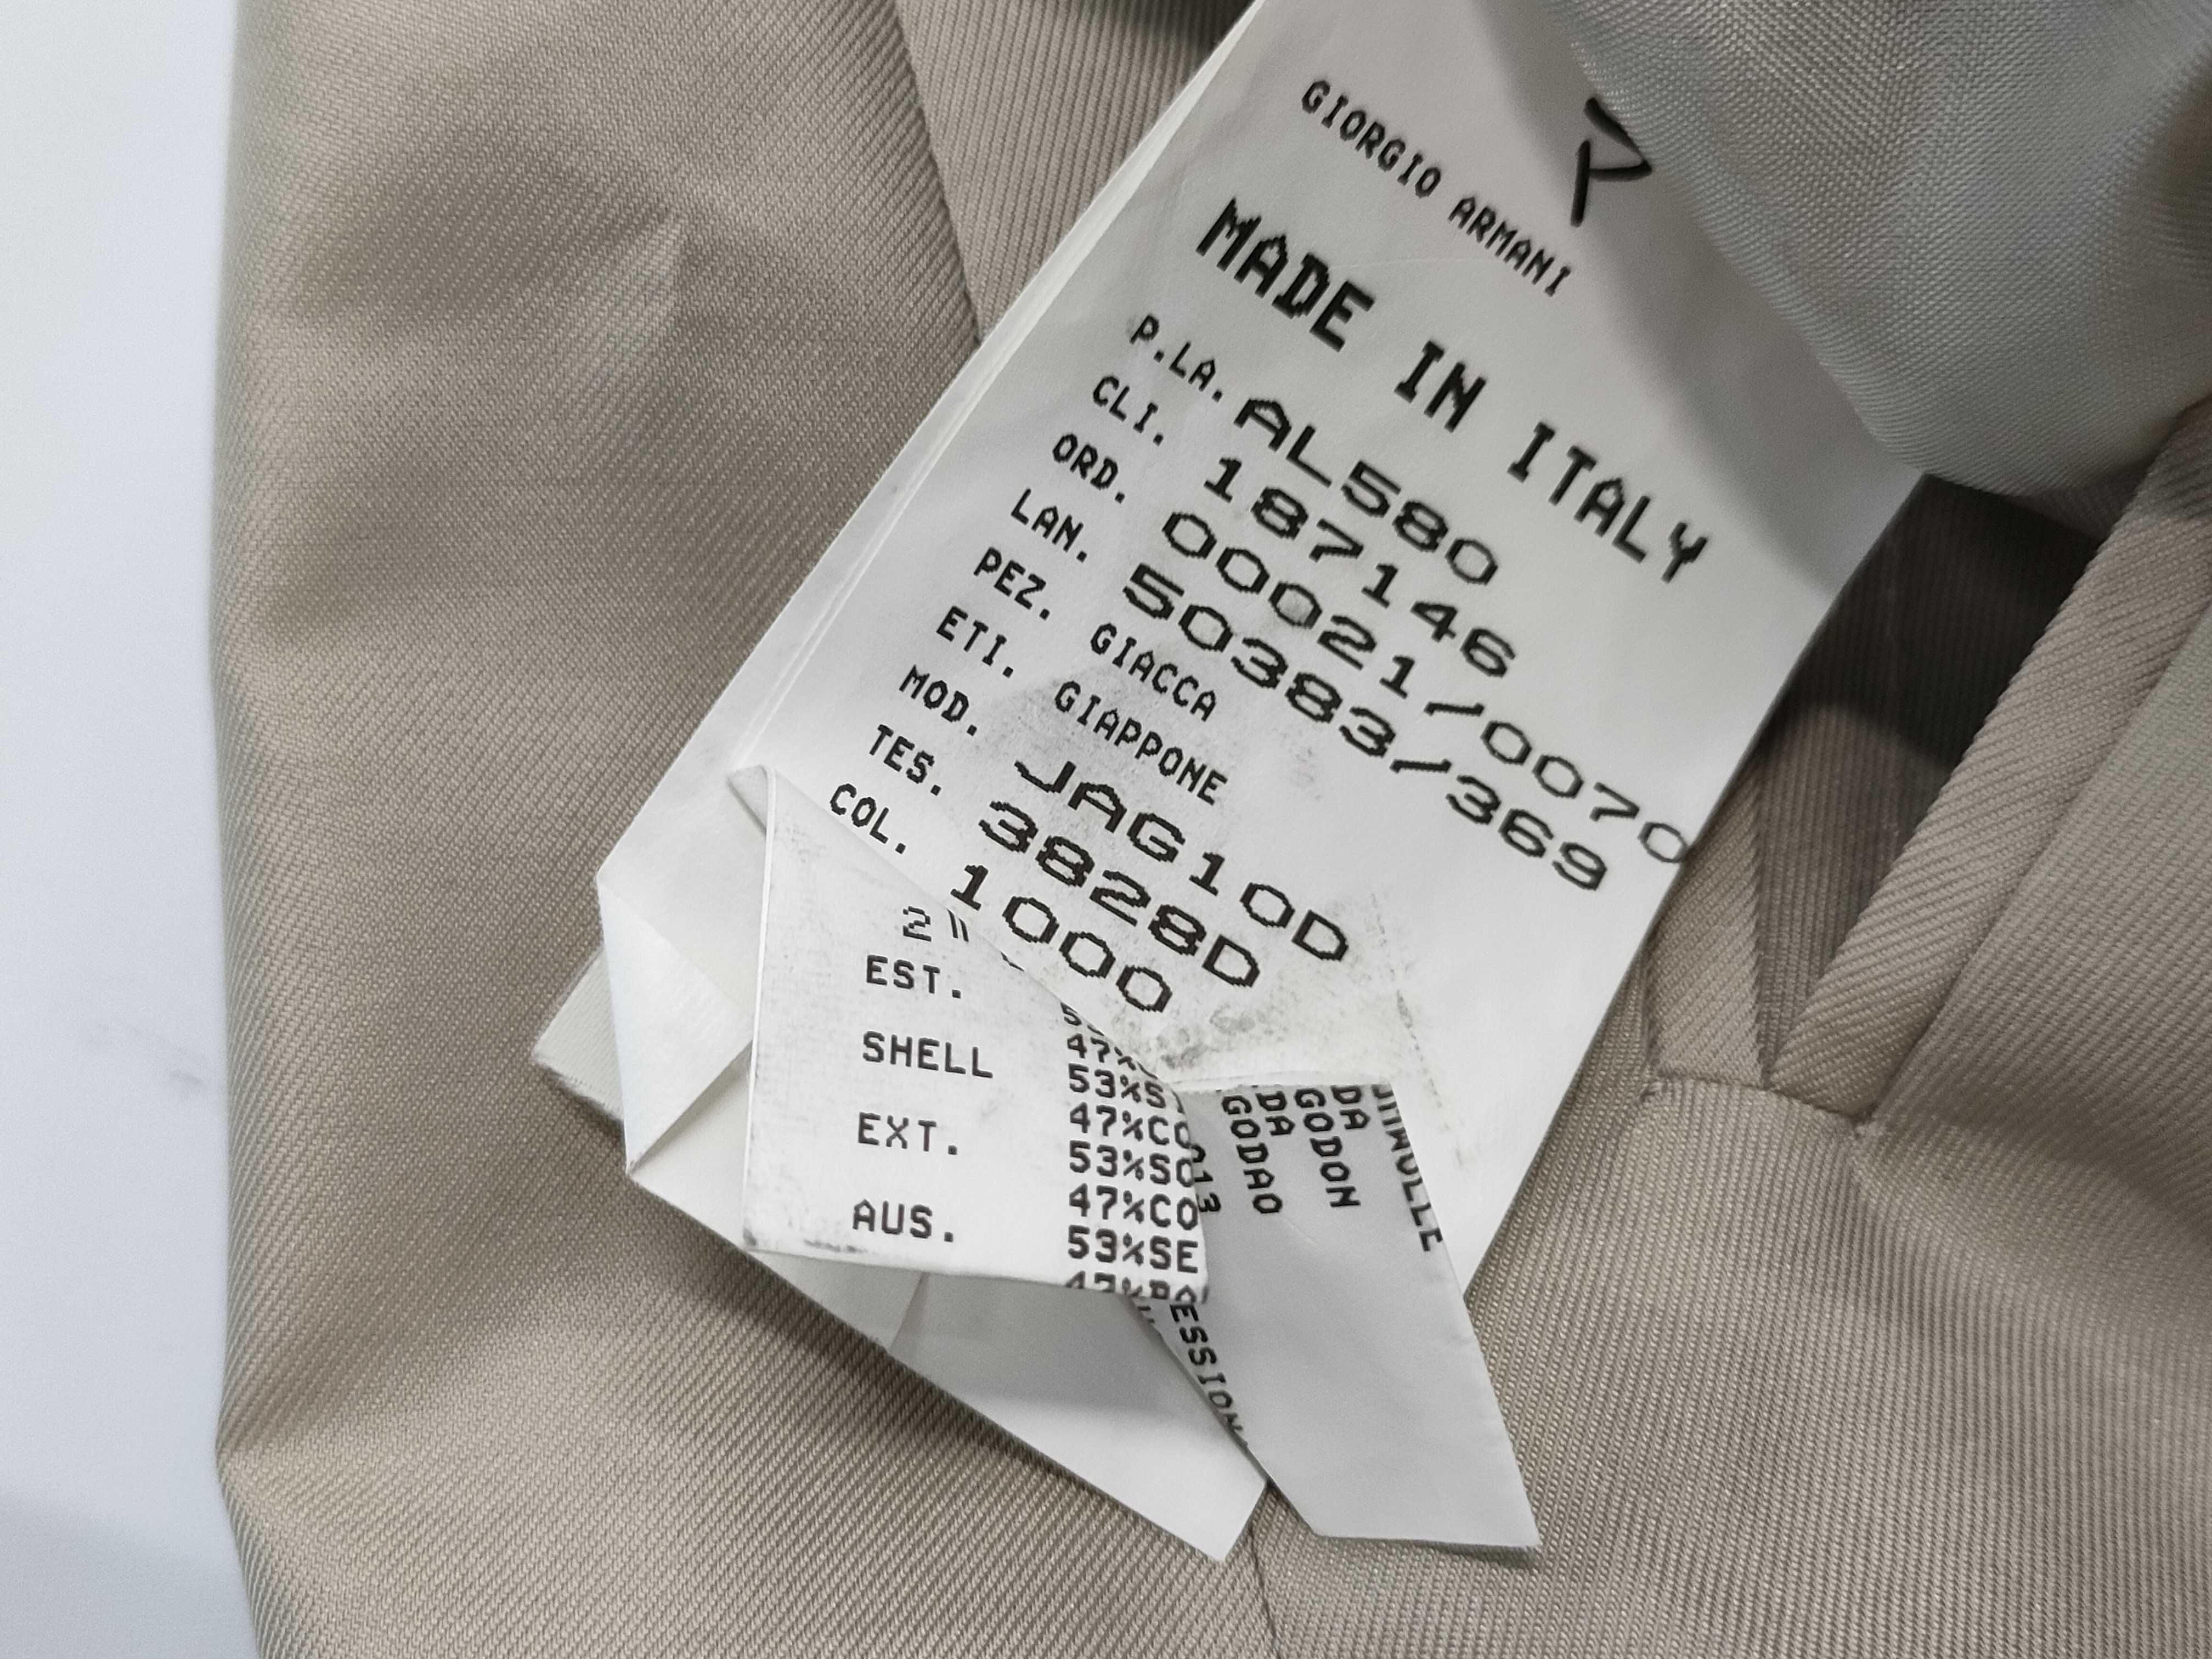 GIORGIO ARMANI
MADE IN ITALY
P.LA. AL580
CLI. 187146
ORD. 00021/0070
LAN. 50383/369
PEZ. GIACCA
ETI. GIAPPONE
MOD. JAG10D
TES. 3828D
COL. 1000
EST.
47%
SHELL 53%S
47%CO
EXT. 53%SE
47%CO
AUS. 53%SE
DA
GODON
DA
GODAO